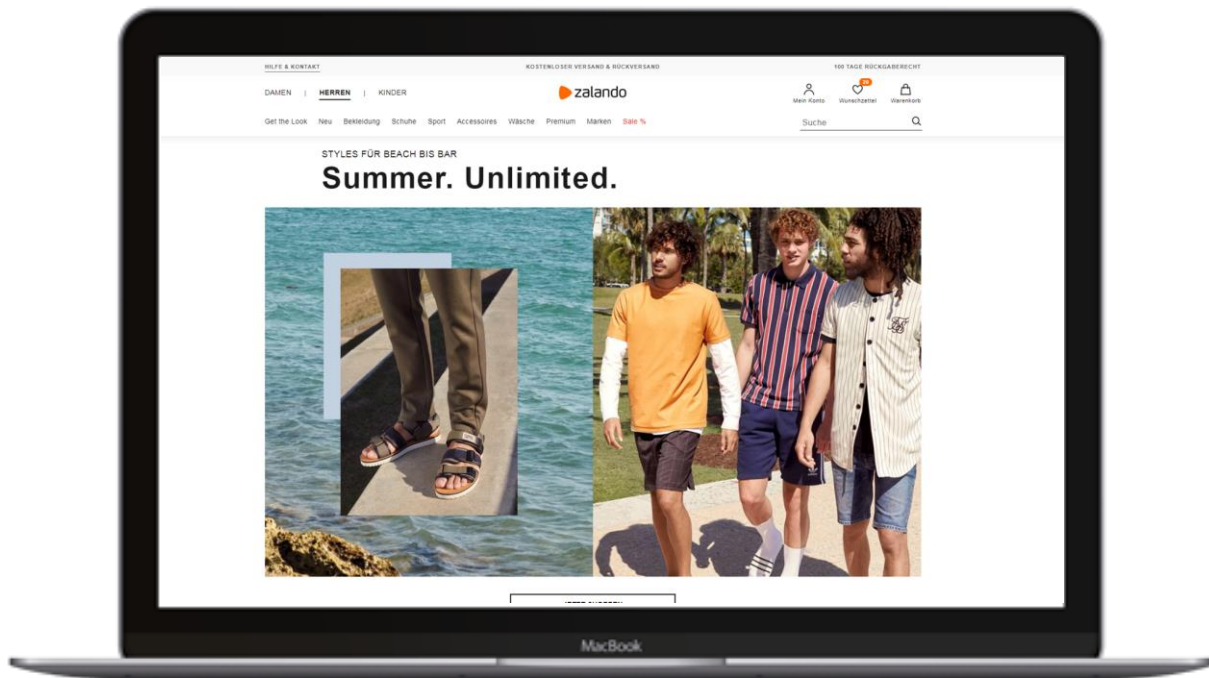 HILFE & KONTAKT KOSTENLOSER VERSAND & RÜCKVERSAND 100 TAGE RÜCKGABERECHT
DAMEN | HERREN | KINDER zalando
Mein Konto Wunschzettel Warenkorb
Get the Look Neu Bekleidung Schuhe Sport Accessoires Wäsche Premium Marken Sale % Suche
STYLES FÜR BEACH BIS BAR
Summer. Unlimited.
MacBook